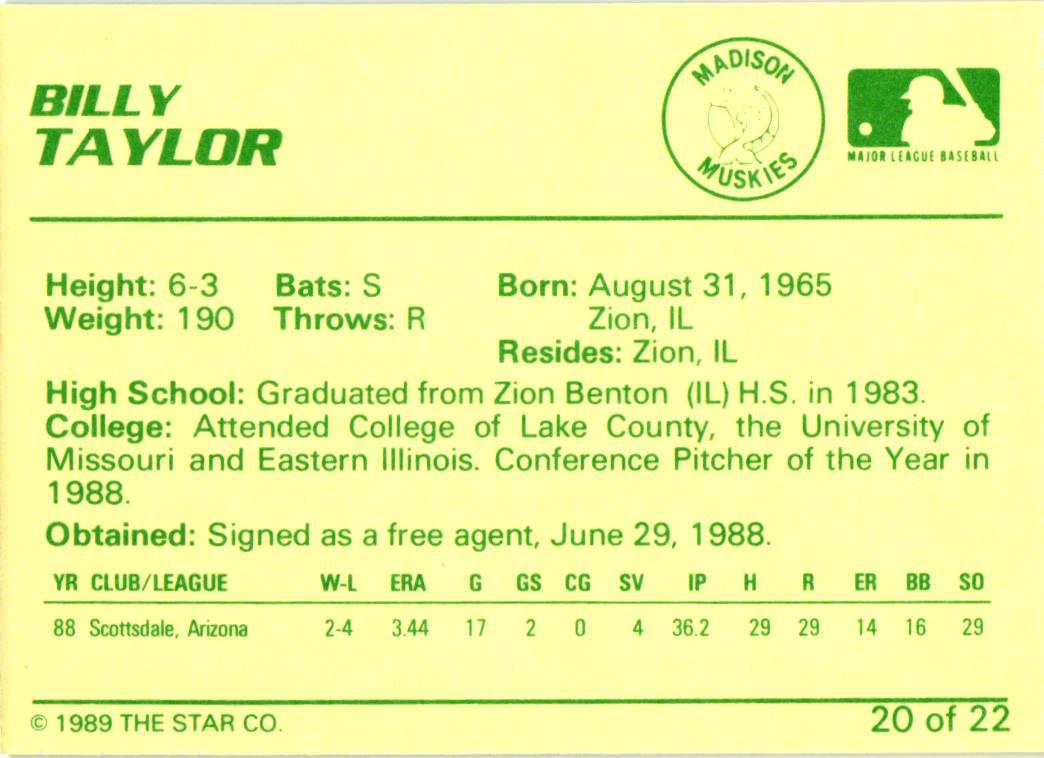 BILLY
TAYLOR
MADISON
MUSKIES
MAJOR LEAGUE BASEBALL
Height: 6-3 Bats: S Born: August 31, 1965
Weight: 190 Throws: R Zion, IL
Resides: Zion, IL
High School: Graduated from Zion Benton (IL) H.S. in 1983.
College: Attended College of Lake County, the University of
Missouri and Eastern Illinois. Conference Pitcher of the Year in
1988.
Obtained: Signed as a free agent, June 29, 1988.
YR CLUB/LEAGUE W-L ERA G GS CG SV IP H R ER BB SO
88 Scottsdale, Arizona 2-4 3.44 17 2 0 4 36.2 29 29 14 16 29
© 1989 THE STAR CO. 20 of 22